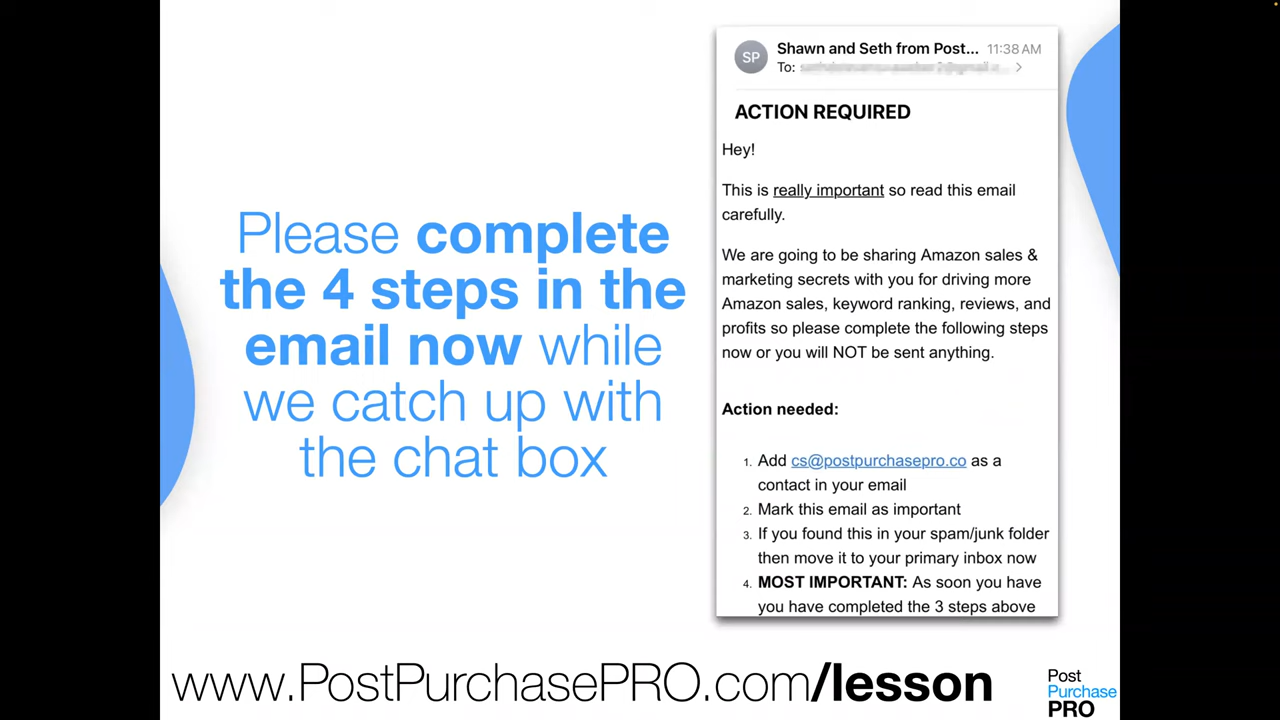 Please complete
the 4 steps in the
email now while
we catch up with
the chat box
SP
Shawn and Seth from Post... 11:38 AM
To:
ACTION REQUIRED
Hey!
This is really important so read this email
carefully.
We are going to be sharing Amazon sales &
marketing secrets with you for driving more
Amazon sales, keyword ranking, reviews, and
profits so please complete the following steps
now or you will NOT be sent anything.
Action needed:
1. Add cs@postpurchasepro.co as a
contact in your email
2. Mark this email as important
3. If you found this in your spam/junk folder
then move it to your primary inbox now
4. MOST IMPORTANT: As soon you have
you have completed the 3 steps above
www.PostPurchasePRO.com/lesson
Post
Purchase
PRO